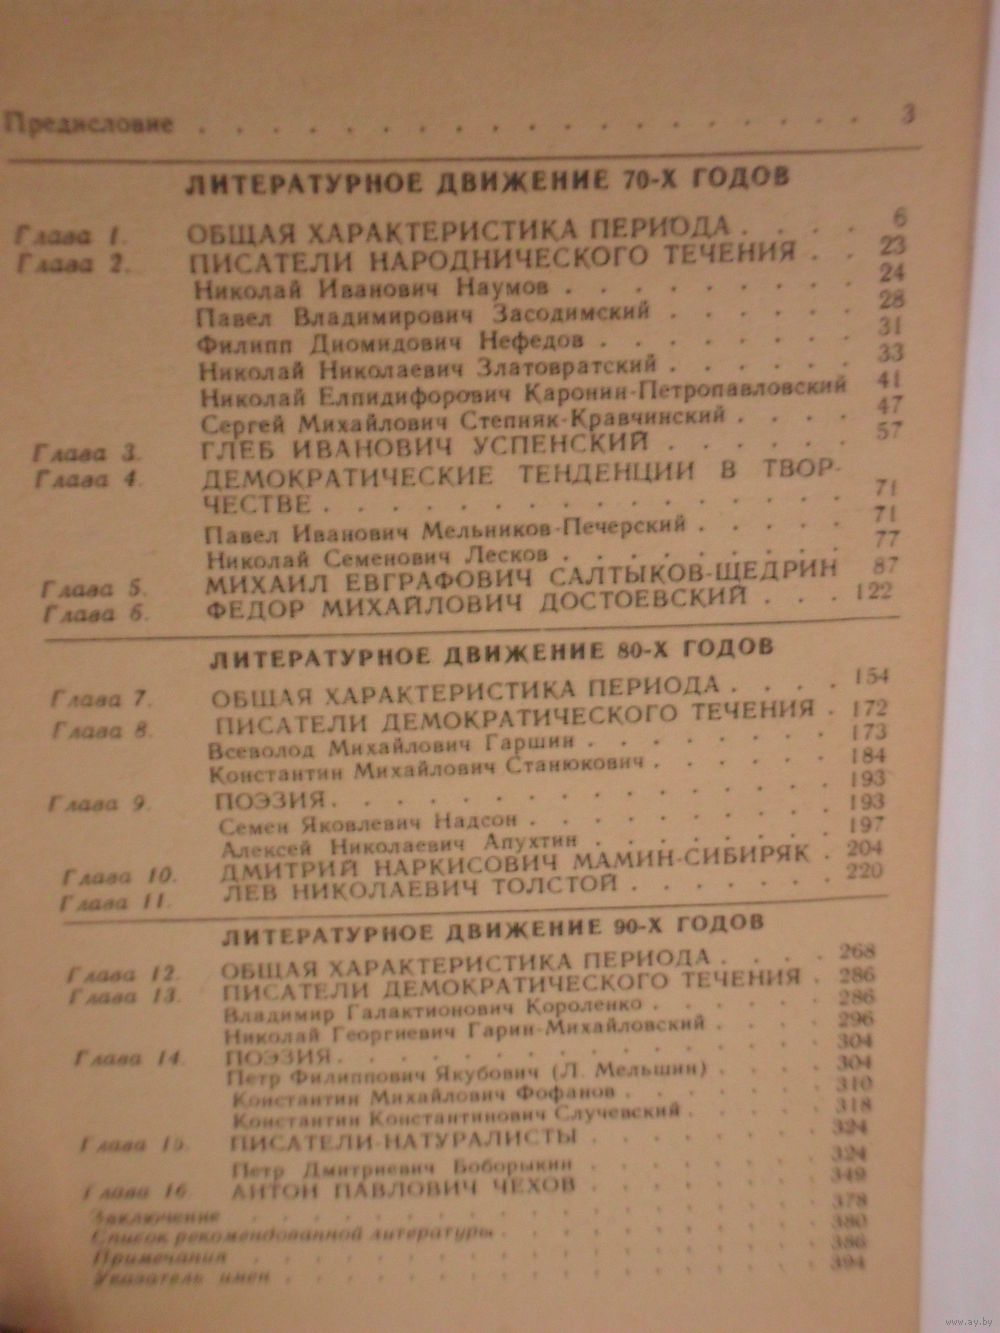 Предисловие . . . . . . . . . . . . . . . . . . . 3
ЛИТЕРАТУРНОЕ ДВИЖЕНИЕ 70-Х ГОДОВ
Глава 1. ОБЩАЯ ХАРАКТЕРИСТИКА ПЕРИОДА . . . . 6
Глава 2. ПИСАТЕЛИ НАРОДНИЧЕСКОГО ТЕЧЕНИЯ . . 23
Николай Иванович Наумов . . . . . . . . . 24
Павел Владимирович Засодимский . . . . . . 28
Филипп Диомидович Нефедов . . . . . . . . 31
Николай Николаевич Златовратский . . . . . . 33
Николай Елпидифорович Каронин-Петропавловский 41
Сергей Михайлович Степняк-Кравчинский . . . . 47
Глава 3. ГЛЕБ ИВАНОВИЧ УСПЕНСКИЙ . . . . . . 57
Глава 4. ДЕМОКРАТИЧЕСКИЕ ТЕНДЕНЦИИ В ТВОР-
ЧЕСТВЕ . . . . . . . . . . . . . . . . 71
Павел Иванович Мельников-Печерский . . . . . 71
Николай Семенович Лесков . . . . . . . . . 77
Глава 5. МИХАИЛ ЕВГРАФОВИЧ САЛТЫКОВ-ЩЕДРИН 87
Глава 6. ФЕДОР МИХАЙЛОВИЧ ДОСТОЕВСКИЙ . . . 122
ЛИТЕРАТУРНОЕ ДВИЖЕНИЕ 80-Х ГОДОВ
Глава 7. ОБЩАЯ ХАРАКТЕРИСТИКА ПЕРИОДА . . . . 154
Глава 8. ПИСАТЕЛИ ДЕМОКРАТИЧЕСКОГО ТЕЧЕНИЯ . 172
Всеволод Михайлович Гаршин . . . . . . . . 173
Константин Михайлович Станюкович . . . . . . 184
Глава 9. ПОЭЗИЯ . . . . . . . . . . . . . . . 193
Семен Яковлевич Надсон . . . . . . . . . 193
Алексей Николаевич Апухтин . . . . . . . . 197
Глава 10. ДМИТРИЙ НАРКИСОВИЧ МАМИН-СИБИРЯК . 204
Глава 11. ЛЕВ НИКОЛАЕВИЧ ТОЛСТОЙ . . . . . . . 220
ЛИТЕРАТУРНОЕ ДВИЖЕНИЕ 90-Х ГОДОВ
Глава 12. ОБЩАЯ ХАРАКТЕРИСТИКА ПЕРИОДА . . . . 268
Глава 13. ПИСАТЕЛИ ДЕМОКРАТИЧЕСКОГО ТЕЧЕНИЯ . 286
Владимир Галактионович Короленко . . . . . . 286
Николай Георгиевич Гарин-Михайловский . . . . 296
Глава 14. ПОЭЗИЯ . . . . . . . . . . . . . . . 304
Петр Филиппович Якубович (Л. Мельшин) . . . . 304
Константин Михайлович Фофанов . . . . . . . 310
Константин Константинович Случевский . . . . . 318
Глава 15. ПИСАТЕЛИ-НАТУРАЛИСТЫ . . . . . . . . 324
Петр Дмитриевич Боборыкин . . . . . . . . 324
Глава 16. АНТОН ПАВЛОВИЧ ЧЕХОВ . . . . . . . . 349
Заключение . . . . . . . . . . . . . . . . . . 378
Список рекомендованной литературы . . . . . . . . . . 380
Примечания . . . . . . . . . . . . . . . . . . 386
Указатель имен . . . . . . . . . . . . . . . . . 394
www.ay.by